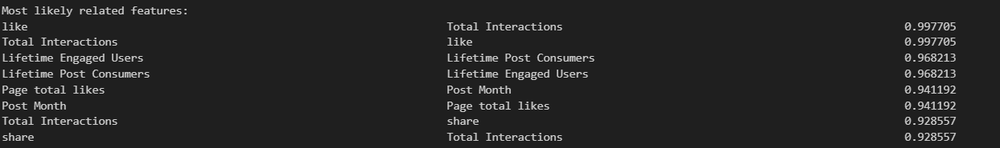 Most likely related features:
like Total Interactions 0.997705
Total Interactions like 0.997705
Lifetime Engaged Users Lifetime Post Consumers 0.968213
Lifetime Post Consumers Lifetime Engaged Users 0.968213
Page total likes Post Month 0.941192
Post Month Page total likes 0.941192
Total Interactions share 0.928557
share Total Interactions 0.928557